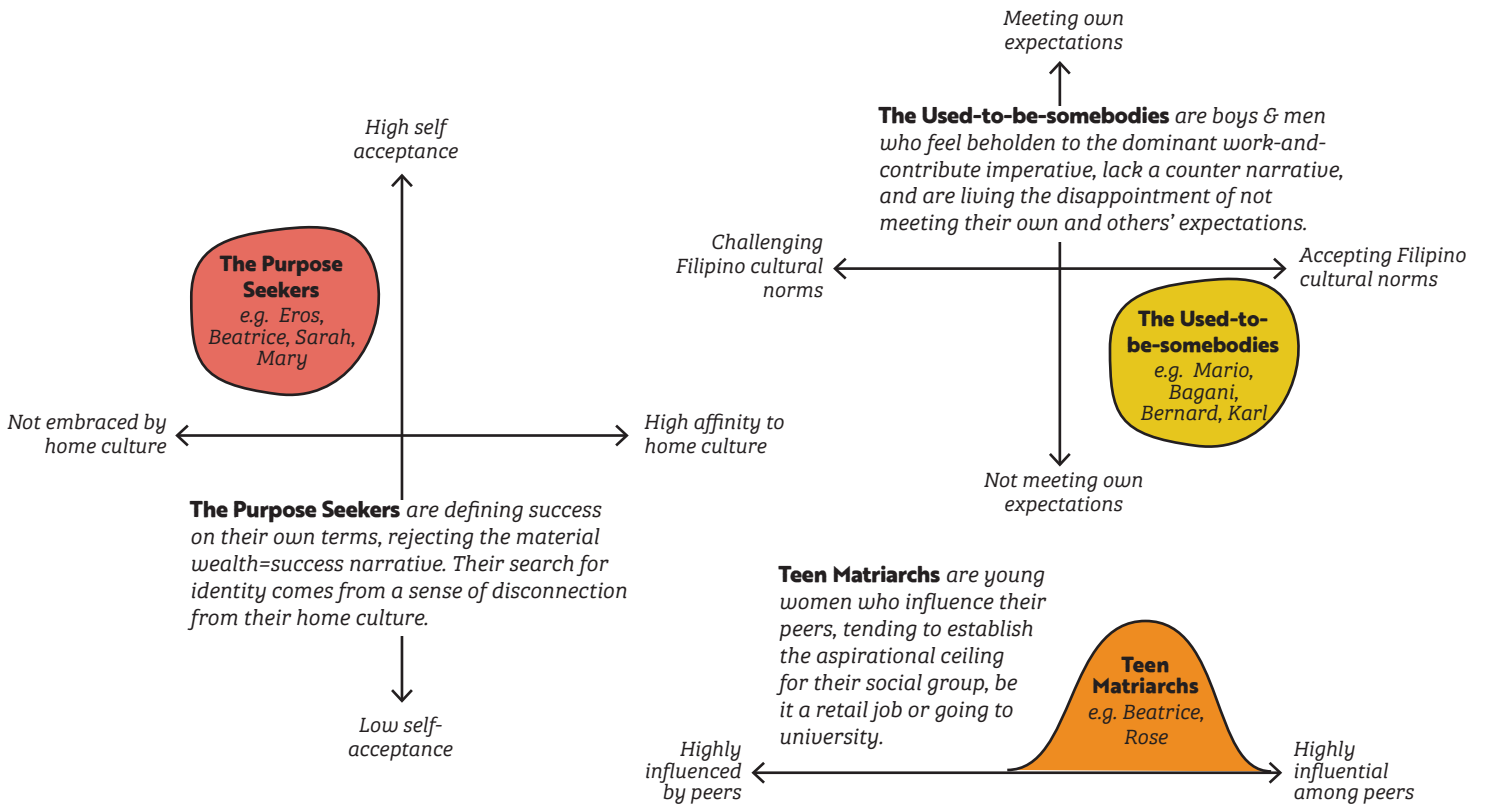 High self
acceptance
The Purpose
Seekers
e.g. Eros,
Beatrice, Sarah,
Mary
Not embraced by
home culture
High affinity to
home culture
The Purpose Seekers are defining success
on their own terms, rejecting the material
wealth=success narrative. Their search for
identity comes from a sense of disconnection
from their home culture.
Low self-
acceptance
Meeting own
expectations
The Used-to-be-somebodies are boys & men
who feel beholden to the dominant work-and-
contribute imperative, lack a counter narrative,
and are living the disappointment of not
meeting their own and others’ expectations.
Challenging
Filipino cultural
norms
Accepting Filipino
cultural norms
The Used-to-
be-somebodies
e.g. Mario,
Bagani,
Bernard, Karl
Not meeting own
expectations
Teen Matriarchs are young
women who influence their
peers, tending to establish
the aspirational ceiling
for their social group, be
it a retail job or going to
university.
Teen
Matriarchs
e.g. Beatrice,
Rose
Highly
influenced
by peers
Highly
influential
among peers